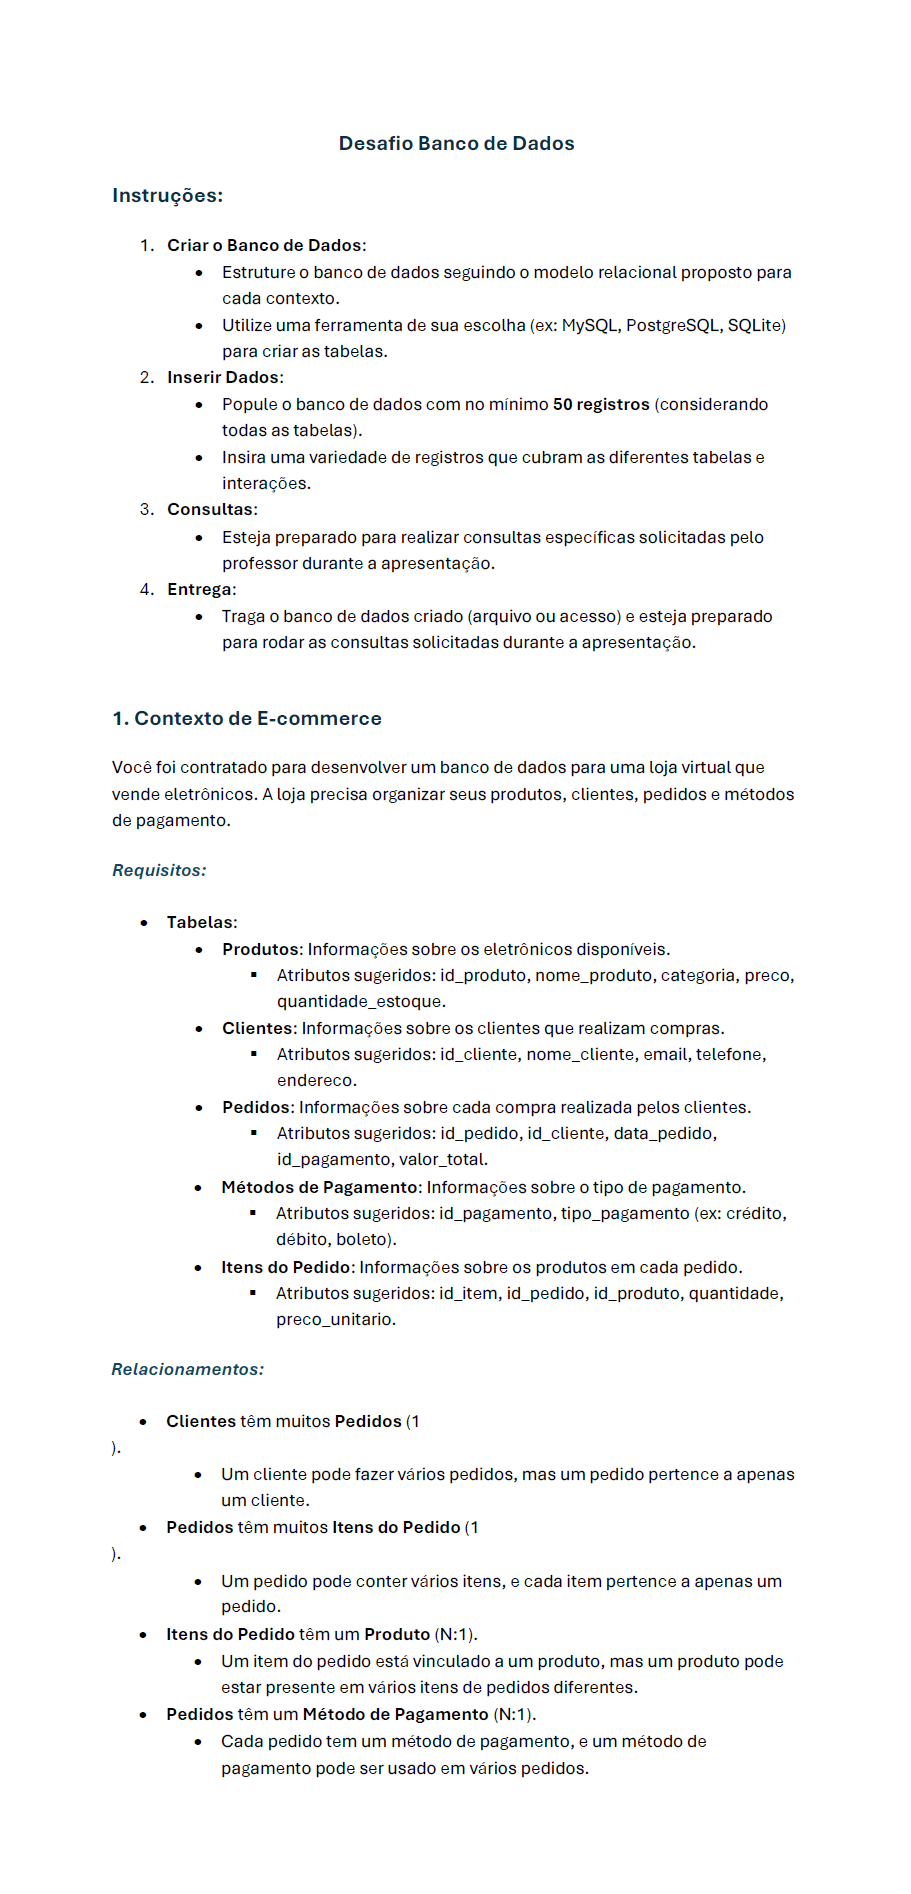 Desafio Banco de Dados
Instruções:
1. Criar o Banco de Dados:
• Estruture o banco de dados seguindo o modelo relacional proposto para
cada contexto.
• Utilize uma ferramenta de sua escolha (ex: MySQL, PostgreSQL, SQLite)
para criar as tabelas.
2. Inserir Dados:
• Popule o banco de dados com no mínimo 50 registros (considerando
todas as tabelas).
• Insira uma variedade de registros que cubram as diferentes tabelas e
interações.
3. Consultas:
• Esteja preparado para realizar consultas específicas solicitadas pelo
professor durante a apresentação.
4. Entrega:
• Traga o banco de dados criado (arquivo ou acesso) e esteja preparado
para rodar as consultas solicitadas durante a apresentação.
1. Contexto de E-commerce
Você foi contratado para desenvolver um banco de dados para uma loja virtual que
vende eletrônicos. A loja precisa organizar seus produtos, clientes, pedidos e métodos
de pagamento.
Requisitos:
• Tabelas:
• Produtos: Informações sobre os eletrônicos disponíveis.
▪ Atributos sugeridos: id_produto, nome_produto, categoria, preco,
quantidade_estoque.
• Clientes: Informações sobre os clientes que realizam compras.
▪ Atributos sugeridos: id_cliente, nome_cliente, email, telefone,
endereco.
• Pedidos: Informações sobre cada compra realizada pelos clientes.
▪ Atributos sugeridos: id_pedido, id_cliente, data_pedido,
id_pagamento, valor_total.
• Métodos de Pagamento: Informações sobre o tipo de pagamento.
▪ Atributos sugeridos: id_pagamento, tipo_pagamento (ex: crédito,
débito, boleto).
• Itens do Pedido: Informações sobre os produtos em cada pedido.
▪ Atributos sugeridos: id_item, id_pedido, id_produto, quantidade,
preco_unitario.
Relacionamentos:
• Clientes têm muitos Pedidos (1
).
• Um cliente pode fazer vários pedidos, mas um pedido pertence a apenas
um cliente.
• Pedidos têm muitos Itens do Pedido (1
).
• Um pedido pode conter vários itens, e cada item pertence a apenas um
pedido.
• Itens do Pedido têm um Produto (N:1).
• Um item do pedido está vinculado a um produto, mas um produto pode
estar presente em vários itens de pedidos diferentes.
• Pedidos têm um Método de Pagamento (N:1).
• Cada pedido tem um método de pagamento, e um método de
pagamento pode ser usado em vários pedidos.